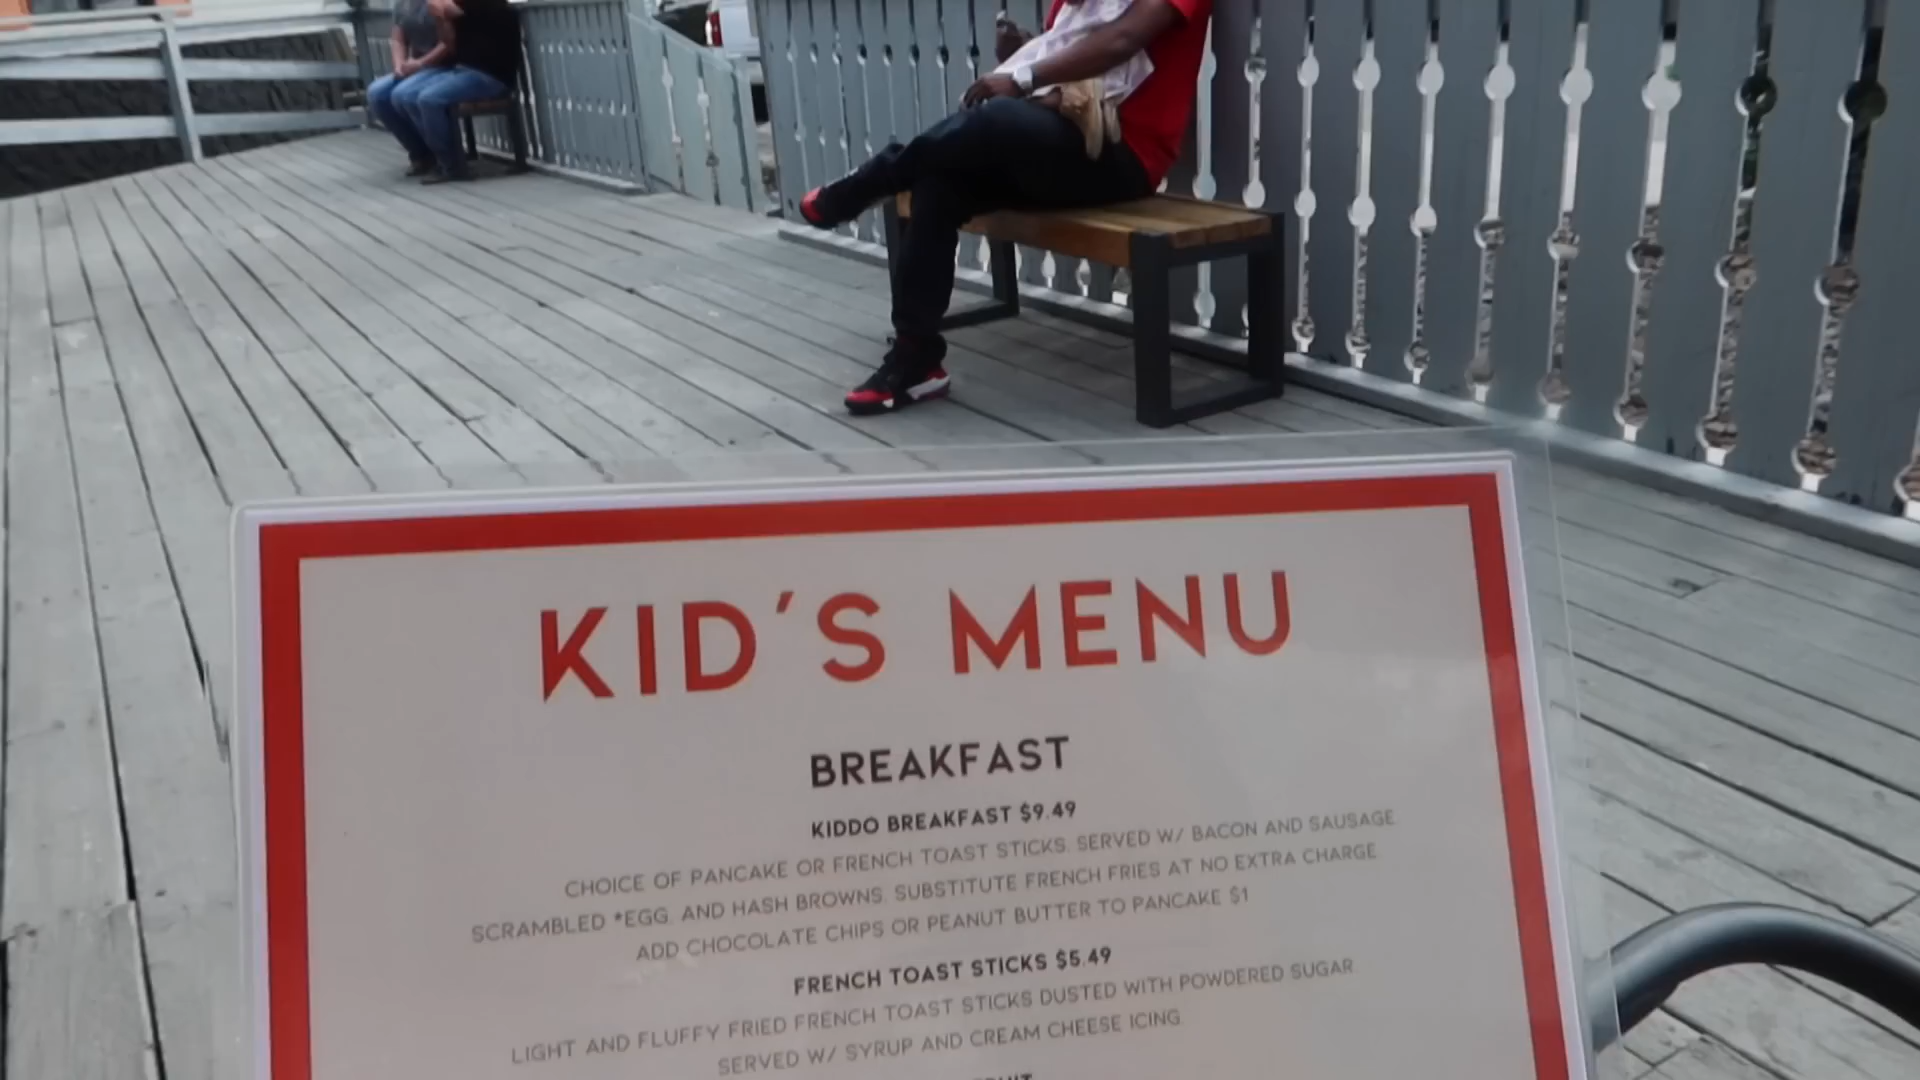 KID'S MENU
BREAKFAST
KIDDO BREAKFAST $9.49
CHOICE OF PANCAKE OR FRENCH TOAST STICKS. SERVED W/ BACON AND SAUSAGE
SCRAMBLED *EGG, AND HASH BROWNS. SUBSTITUTE FRENCH FRIES AT NO EXTRA CHARGE
ADD CHOCOLATE CHIPS OR PEANUT BUTTER TO PANCAKE $1
FRENCH TOAST STICKS $5.49
LIGHT AND FLUFFY FRIED FRENCH TOAST STICKS DUSTED WITH POWDERED SUGAR.
SERVED W/ SYRUP AND CREAM CHEESE ICING